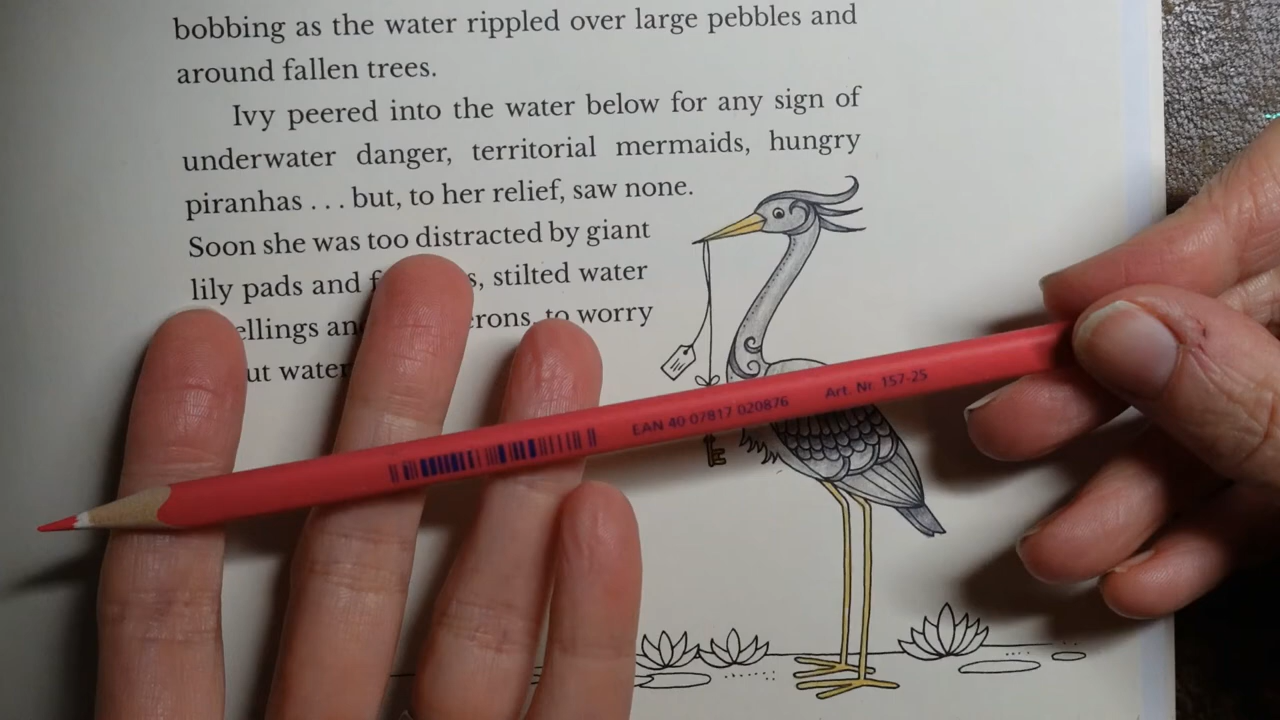 bobbing as the water rippled over large pebbles and
around fallen trees.
Ivy peered into the water below for any sign of
underwater danger, territorial mermaids, hungry
piranhas . . . but, to her relief, saw none.
Soon she was too distracted by giant
lily pads and s, stilted water
ellings an erons, to worry
ut water
EAN 40 07817 020876 Art. Nr. 157-25